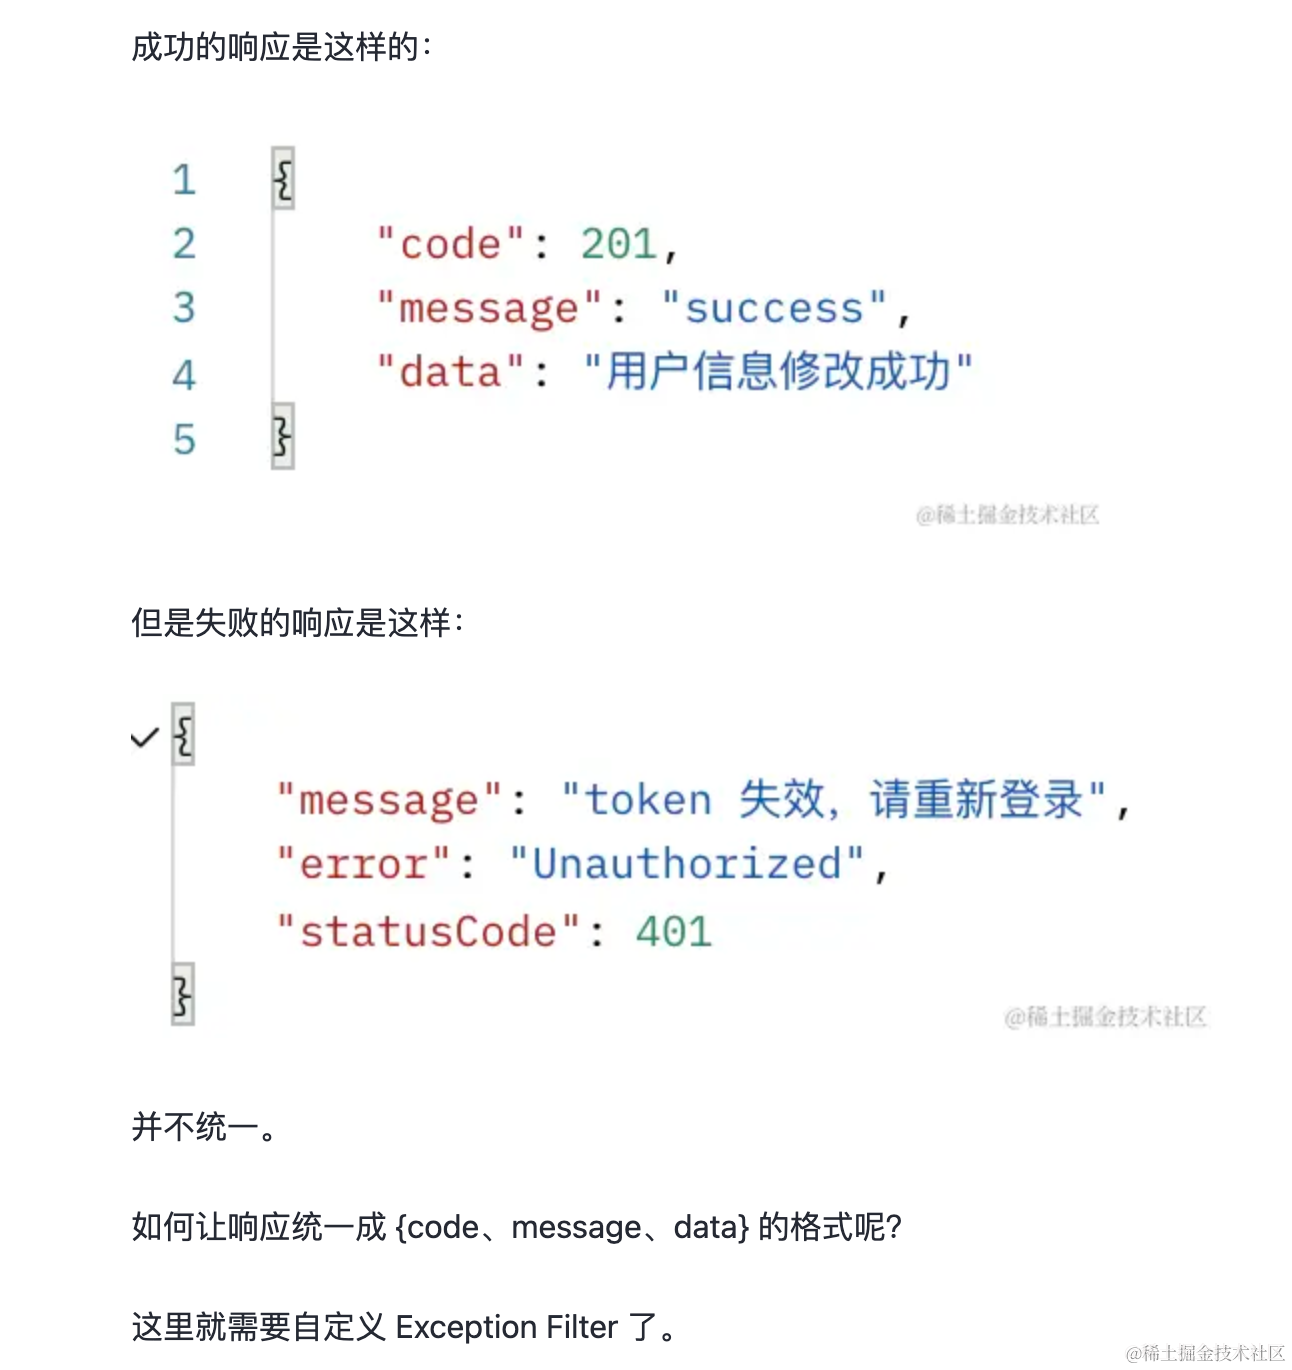 成功的响应是这样的：
1 {
2 "code": 201,
3 "message": "success",
4 "data": "用户信息修改成功"
5 }
@稀土掘金技术社区
但是失败的响应是这样：
{
"message": "token 失效，请重新登录",
"error": "Unauthorized",
"statusCode": 401
}
@稀土掘金技术社区
并不统一。
如何让响应统一成 {code、message、data} 的格式呢？
这里就需要自定义 Exception Filter 了。
@稀土掘金技术社区